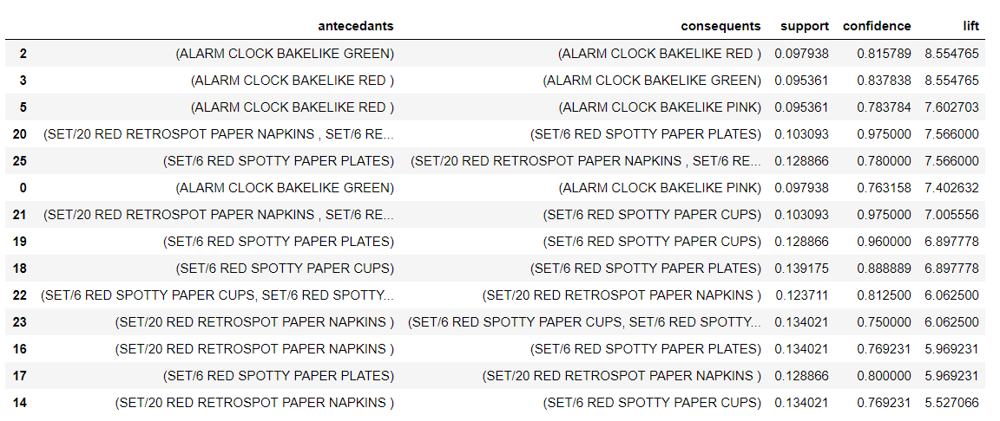 antecedants consequents support confidence lift
2 (ALARM CLOCK BAKELIKE GREEN) (ALARM CLOCK BAKELIKE RED ) 0.097938 0.815789 8.554765
3 (ALARM CLOCK BAKELIKE RED ) (ALARM CLOCK BAKELIKE GREEN) 0.095361 0.837838 8.554765
5 (ALARM CLOCK BAKELIKE RED ) (ALARM CLOCK BAKELIKE PINK) 0.095361 0.783784 7.602703
20 (SET/20 RED RETROSPOT PAPER NAPKINS , SET/6 RE... (SET/6 RED SPOTTY PAPER PLATES) 0.103093 0.975000 7.566000
25 (SET/6 RED SPOTTY PAPER PLATES) (SET/20 RED RETROSPOT PAPER NAPKINS , SET/6 RE... 0.128866 0.780000 7.566000
0 (ALARM CLOCK BAKELIKE GREEN) (ALARM CLOCK BAKELIKE PINK) 0.097938 0.763158 7.402632
21 (SET/20 RED RETROSPOT PAPER NAPKINS , SET/6 RE... (SET/6 RED SPOTTY PAPER CUPS) 0.103093 0.975000 7.005556
19 (SET/6 RED SPOTTY PAPER PLATES) (SET/6 RED SPOTTY PAPER CUPS) 0.128866 0.960000 6.897778
18 (SET/6 RED SPOTTY PAPER CUPS) (SET/6 RED SPOTTY PAPER PLATES) 0.139175 0.888889 6.897778
22 (SET/6 RED SPOTTY PAPER CUPS, SET/6 RED SPOTTY... (SET/20 RED RETROSPOT PAPER NAPKINS ) 0.123711 0.812500 6.062500
23 (SET/20 RED RETROSPOT PAPER NAPKINS ) (SET/6 RED SPOTTY PAPER CUPS, SET/6 RED SPOTTY... 0.134021 0.750000 6.062500
16 (SET/20 RED RETROSPOT PAPER NAPKINS ) (SET/6 RED SPOTTY PAPER PLATES) 0.134021 0.769231 5.969231
17 (SET/6 RED SPOTTY PAPER PLATES) (SET/20 RED RETROSPOT PAPER NAPKINS ) 0.128866 0.800000 5.969231
14 (SET/20 RED RETROSPOT PAPER NAPKINS ) (SET/6 RED SPOTTY PAPER CUPS) 0.134021 0.769231 5.527066